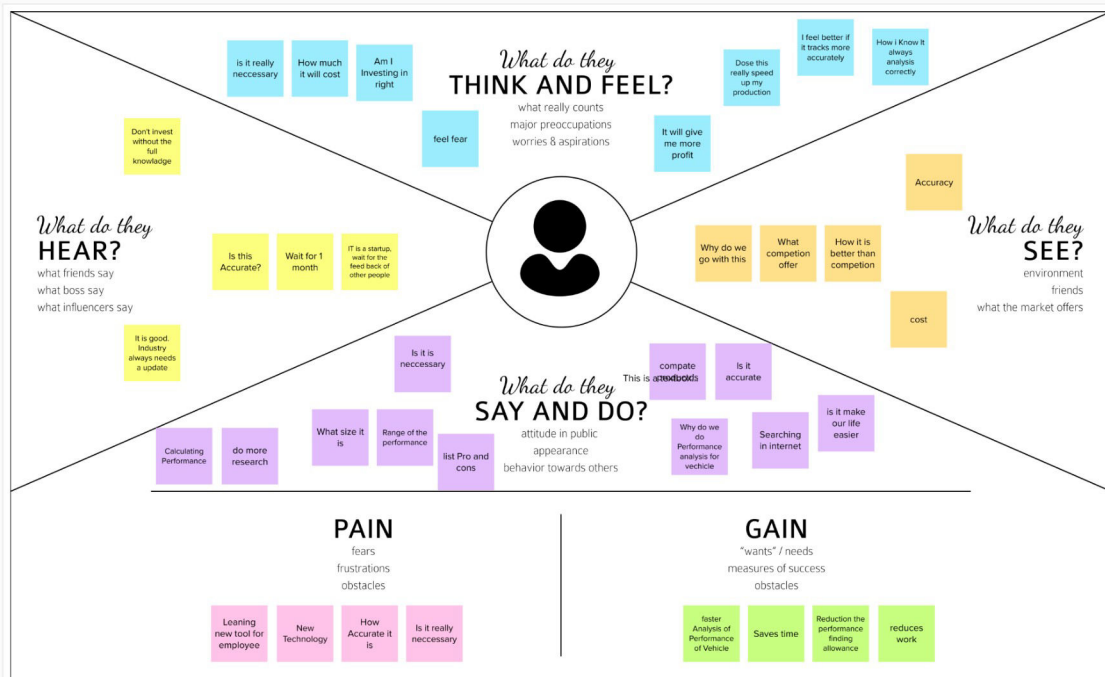 is it really
neccessary
How much
it will cost
Am I
Investing in
right
feel fear
What do they
THINK AND FEEL?
what really counts
major preoccupations
worries & aspirations
Dose this
really speed
up my
production
I feel better if
it tracks more
accurately
How i Know It
always
analysis
correctly
It will give
me more
profit
Don't invest
without the
full
knowladge
What do they
HEAR?
what friends say
what boss say
what influencers say
Is this
Accurate?
Wait for 1
month
IT is a startup,
wait for the
feed back of
other people
It is good.
Industry
always needs
a update
Accuracy
Why do we
go with this
What
competion
offer
How it is
better than
competion
cost
What do they
SEE?
environment
friends
what the market offers
Is it is
neccessary
What do they
SAY AND DO?
attitude in public
appearance
behavior towards others
Calculating
Performance
do more
research
What size it
is
Range of the
performance
list Pro and
cons
compate
This is a
Is it
accurate
Why do we
do
Performance
analysis for
vechicle
Searching
in internet
is it make
our life
easier
PAIN
fears
frustrations
obstacles
Leaning
new tool for
employee
New
Technology
How
Accurate it
is
Is it really
neccessary
GAIN
"wants" / needs
measures of success
obstacles
faster
Analysis of
Performance
of Vehicle
Saves time
Reduction the
performance
finding
allowance
reduces
work